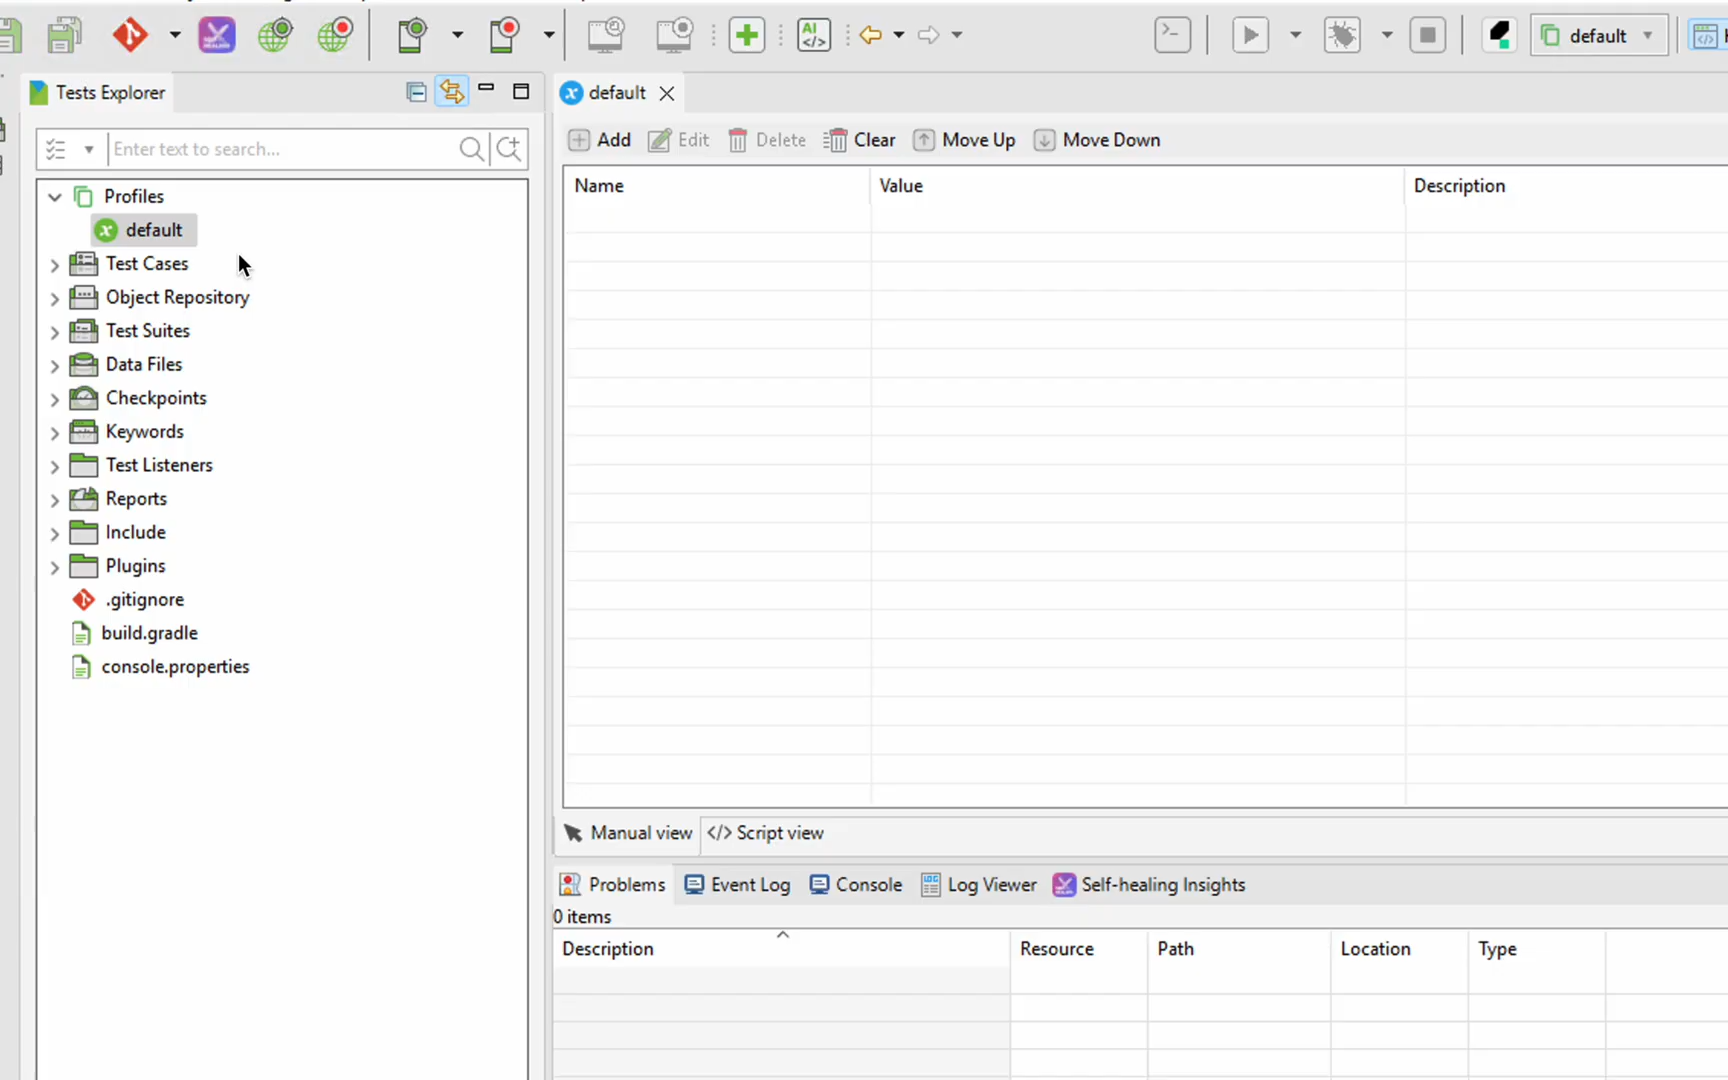 AI
default
Tests Explorer
default
Enter text to search...
Add
Edit
Delete
Clear
Move Up
Move Down
Profiles
default
Test Cases
Object Repository
Test Suites
Data Files
Checkpoints
Keywords
Test Listeners
Reports
Include
Plugins
.gitignore
build.gradle
console.properties
Name
Value
Description
Manual view
</> Script view
Problems
Event Log
Console
Log Viewer
Self-healing Insights
0 items
Description
Resource
Path
Location
Type